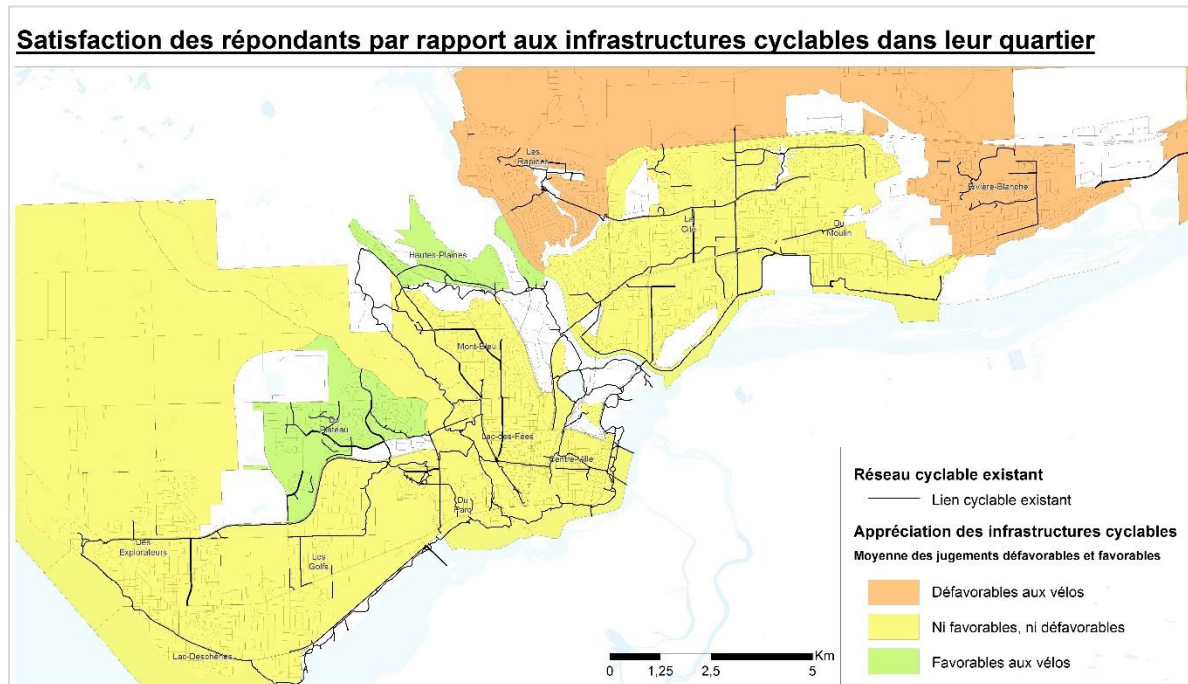 Satisfaction des répondants par rapport aux infrastructures cyclables dans leur quartier
Les
Rapides
Rivière-Blanche
La
Cité
Du
Moulin
Hautes-Plaines
Mont-Bleu
Du
Plateau
Lac-des-Fées
Centre-Ville
Du
Parc
Des
Explorateurs
Les
Golfs
Lac-Deschênes
Réseau cyclable existant
Lien cyclable existant
Appréciation des infrastructures cyclables
Moyenne des jugements défavorables et favorables
Défavorables aux vélos
Ni favorables, ni défavorables
Favorables aux vélos
Km
0 1,25 2,5 5